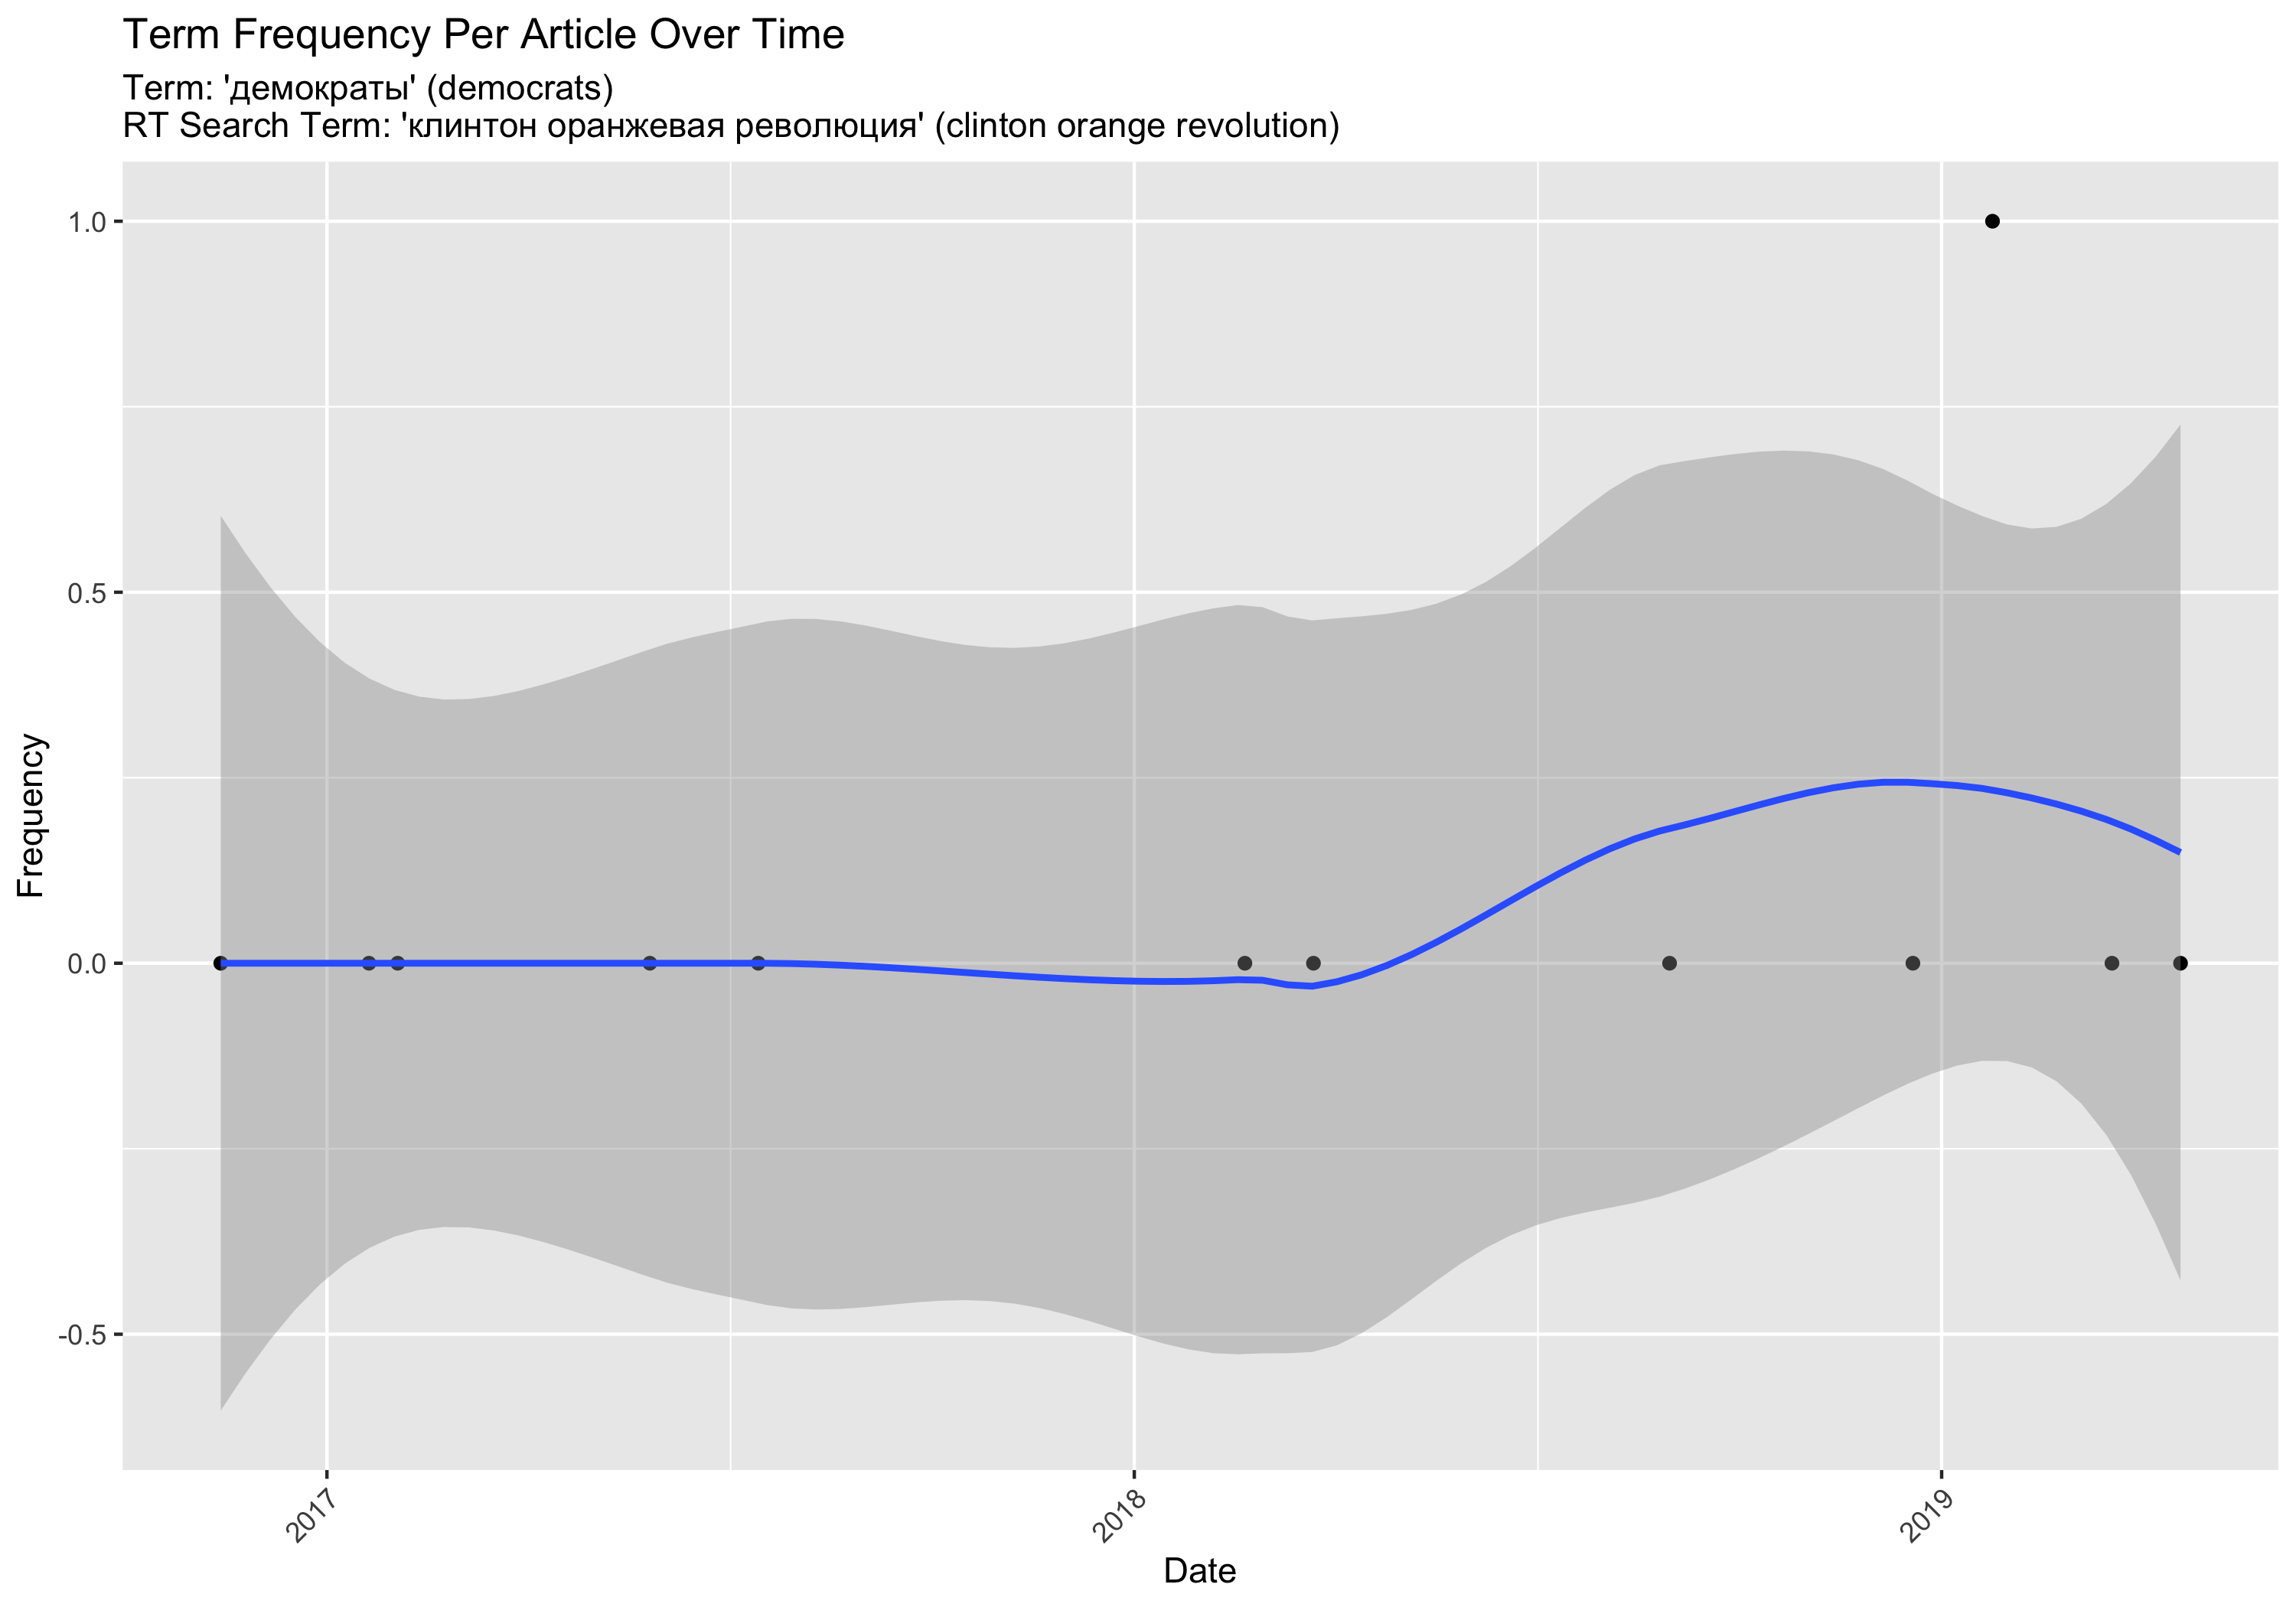 Term Frequency Per Article Over Time
Term: 'демократы' (democrats)
RT Search Term: 'клинтон оранжевая революция' (clinton orange revolution)
1.0
0.5
0.0
-0.5
Frequency
2017
2018
2019
Date